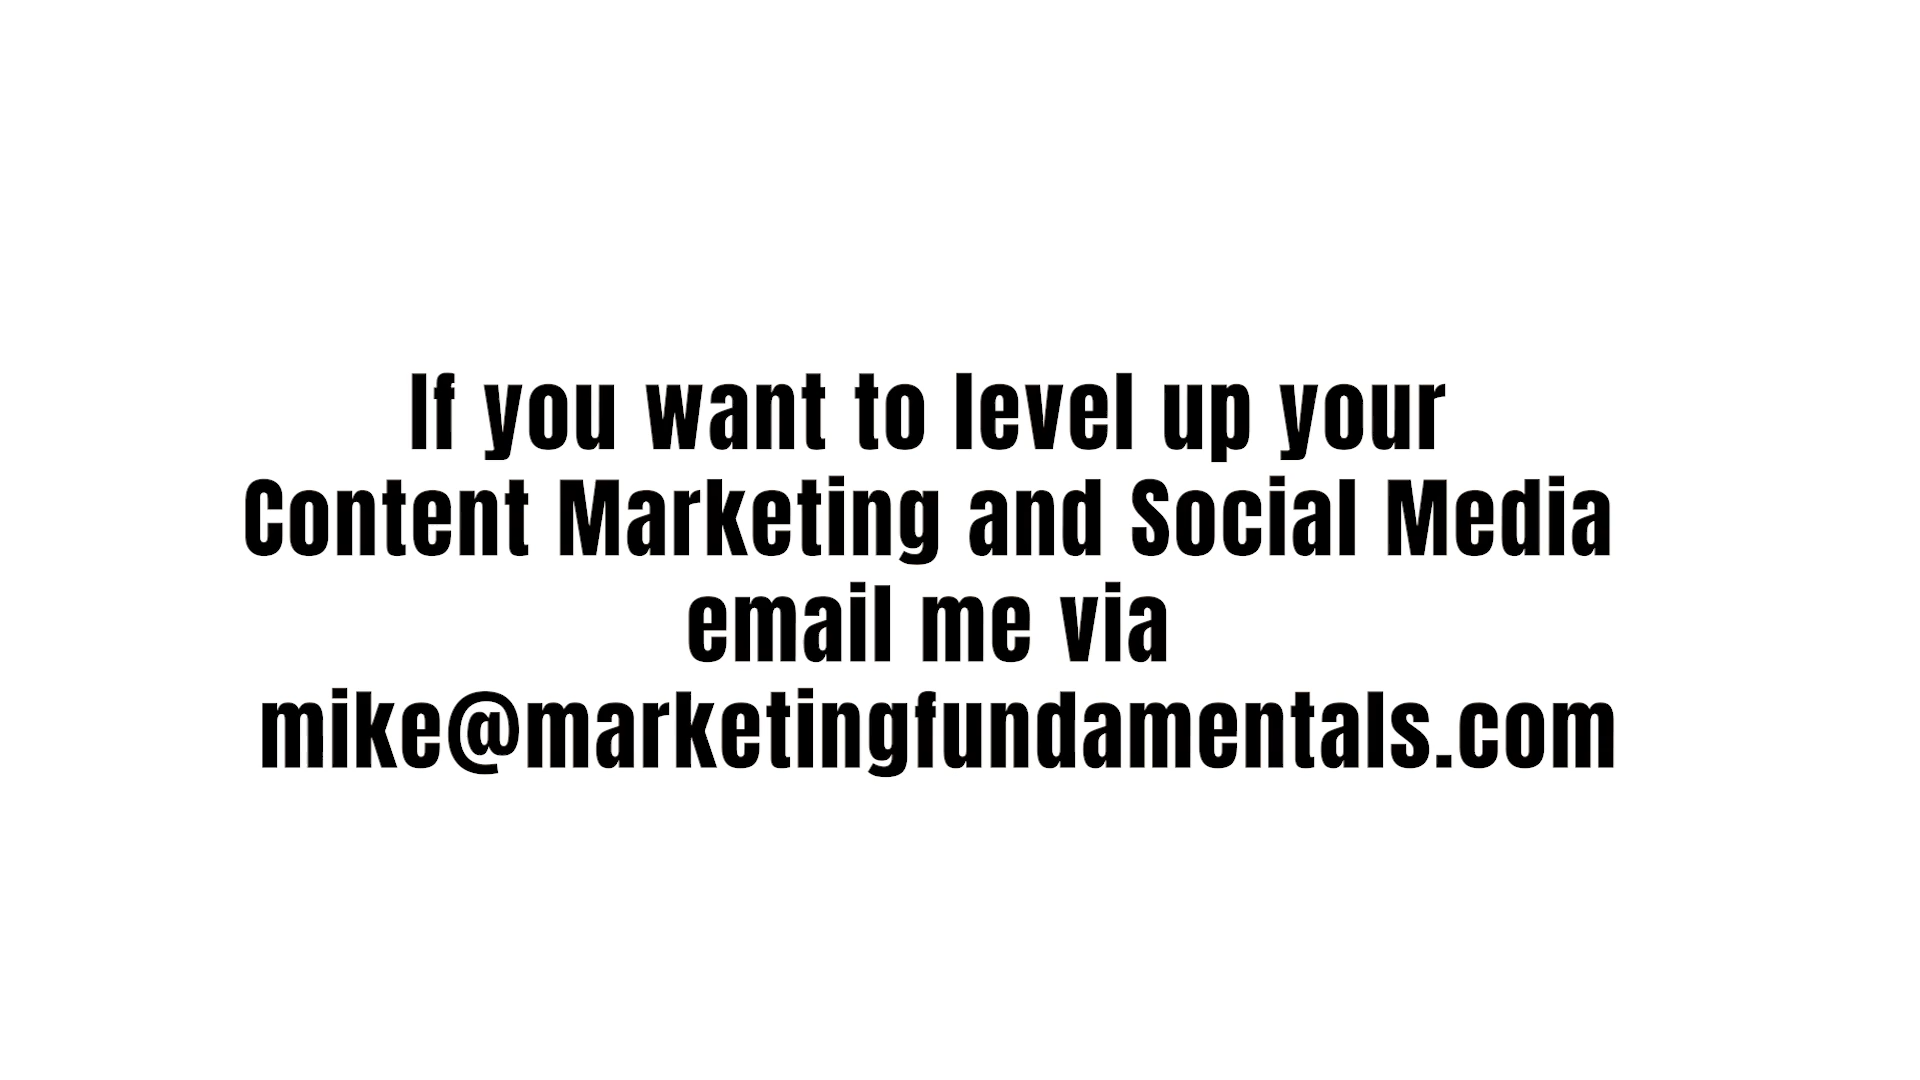 If you want to level up your
Content Marketing and Social Media
email me via
mike@marketingfundamentals.com